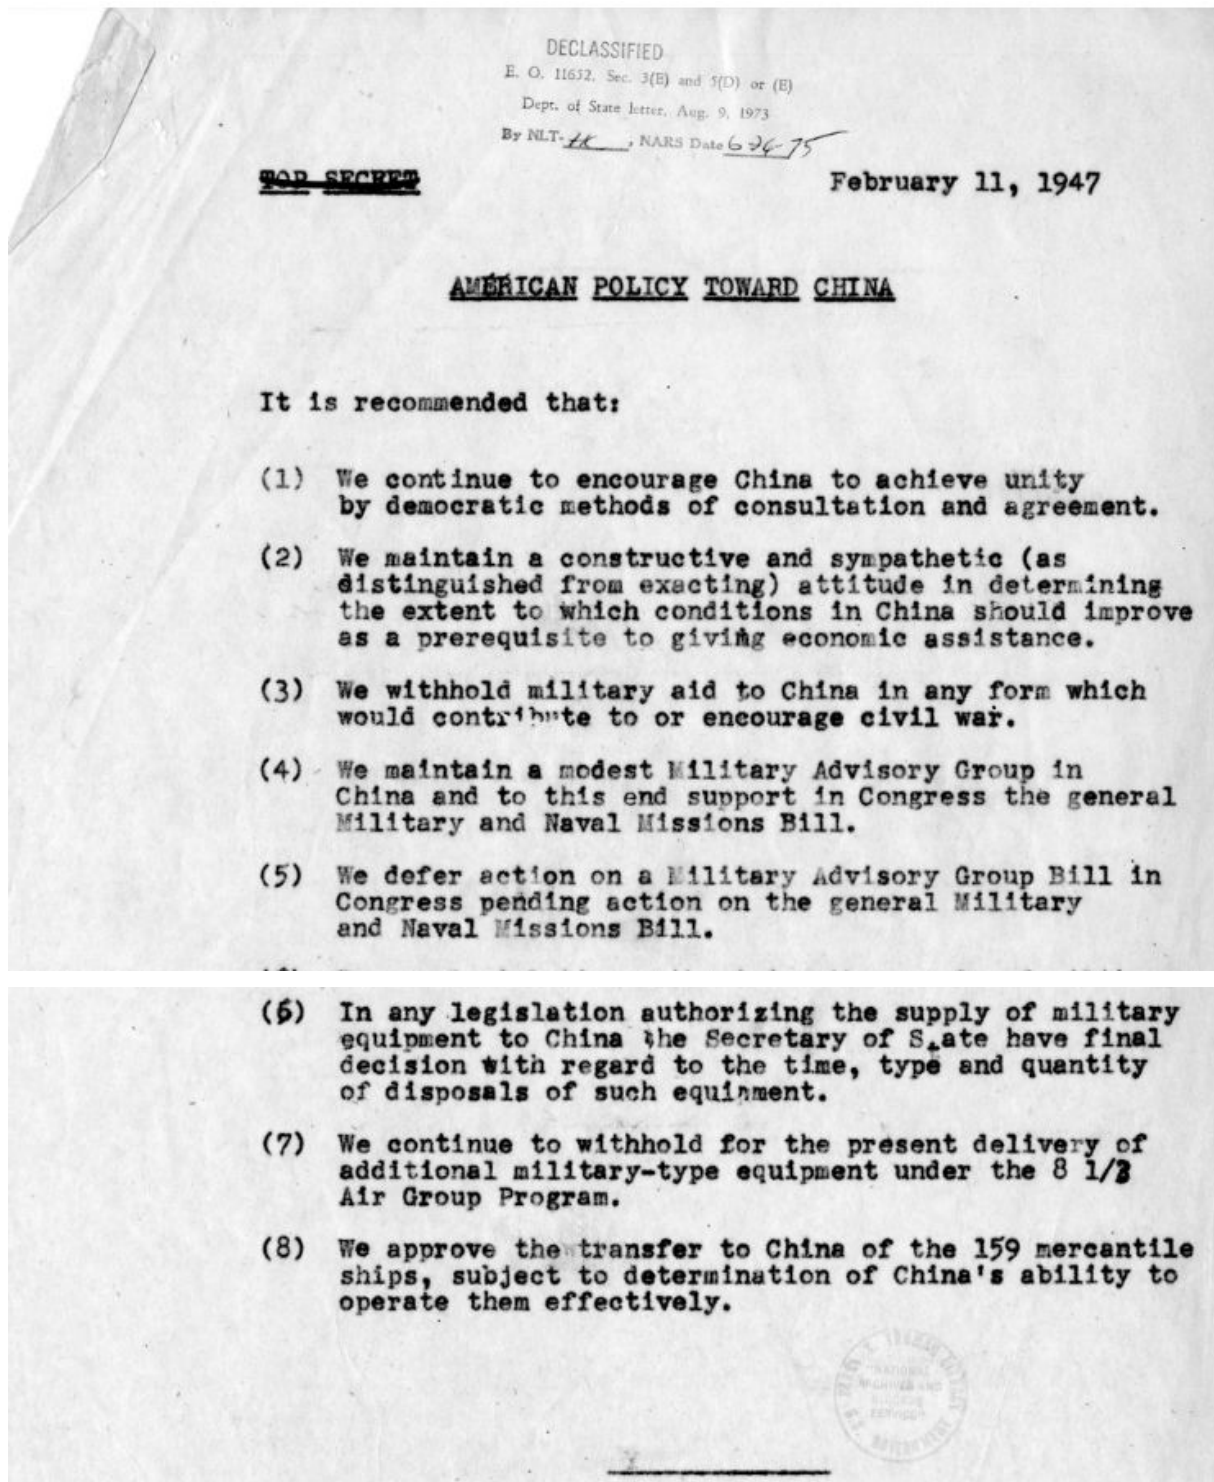 DECLASSIFIED
E. O. 11652, Sec. 3(E) and 5(D) or (E)
Dept. of State letter, Aug. 9, 1973
By NLT- , NARS Date 6-26-75
TOP SECRET
February 11, 1947
AMERICAN POLICY TOWARD CHINA
It is recommended that:
(1) We continue to encourage China to achieve unity
by democratic methods of consultation and agreement.
(2) We maintain a constructive and sympathetic (as
distinguished from exacting) attitude in determining
the extent to which conditions in China should improve
as a prerequisite to giving economic assistance.
(3) We withhold military aid to China in any form which
would contribute to or encourage civil war.
(4) We maintain a modest Military Advisory Group in
China and to this end support in Congress the general
Military and Naval Missions Bill.
(5) We defer action on a Military Advisory Group Bill in
Congress pending action on the general Military
and Naval Missions Bill.
(6) In any legislation authorizing the supply of military
equipment to China the Secretary of State have final
decision with regard to the time, type and quantity
of disposals of such equipment.
(7) We continue to withhold for the present delivery of
additional military-type equipment under the 8 1/3
Air Group Program.
(8) We approve the transfer to China of the 159 mercantile
ships, subject to determination of China's ability to
operate them effectively.
NATIONAL
ARCHIVES AND
SERVICE